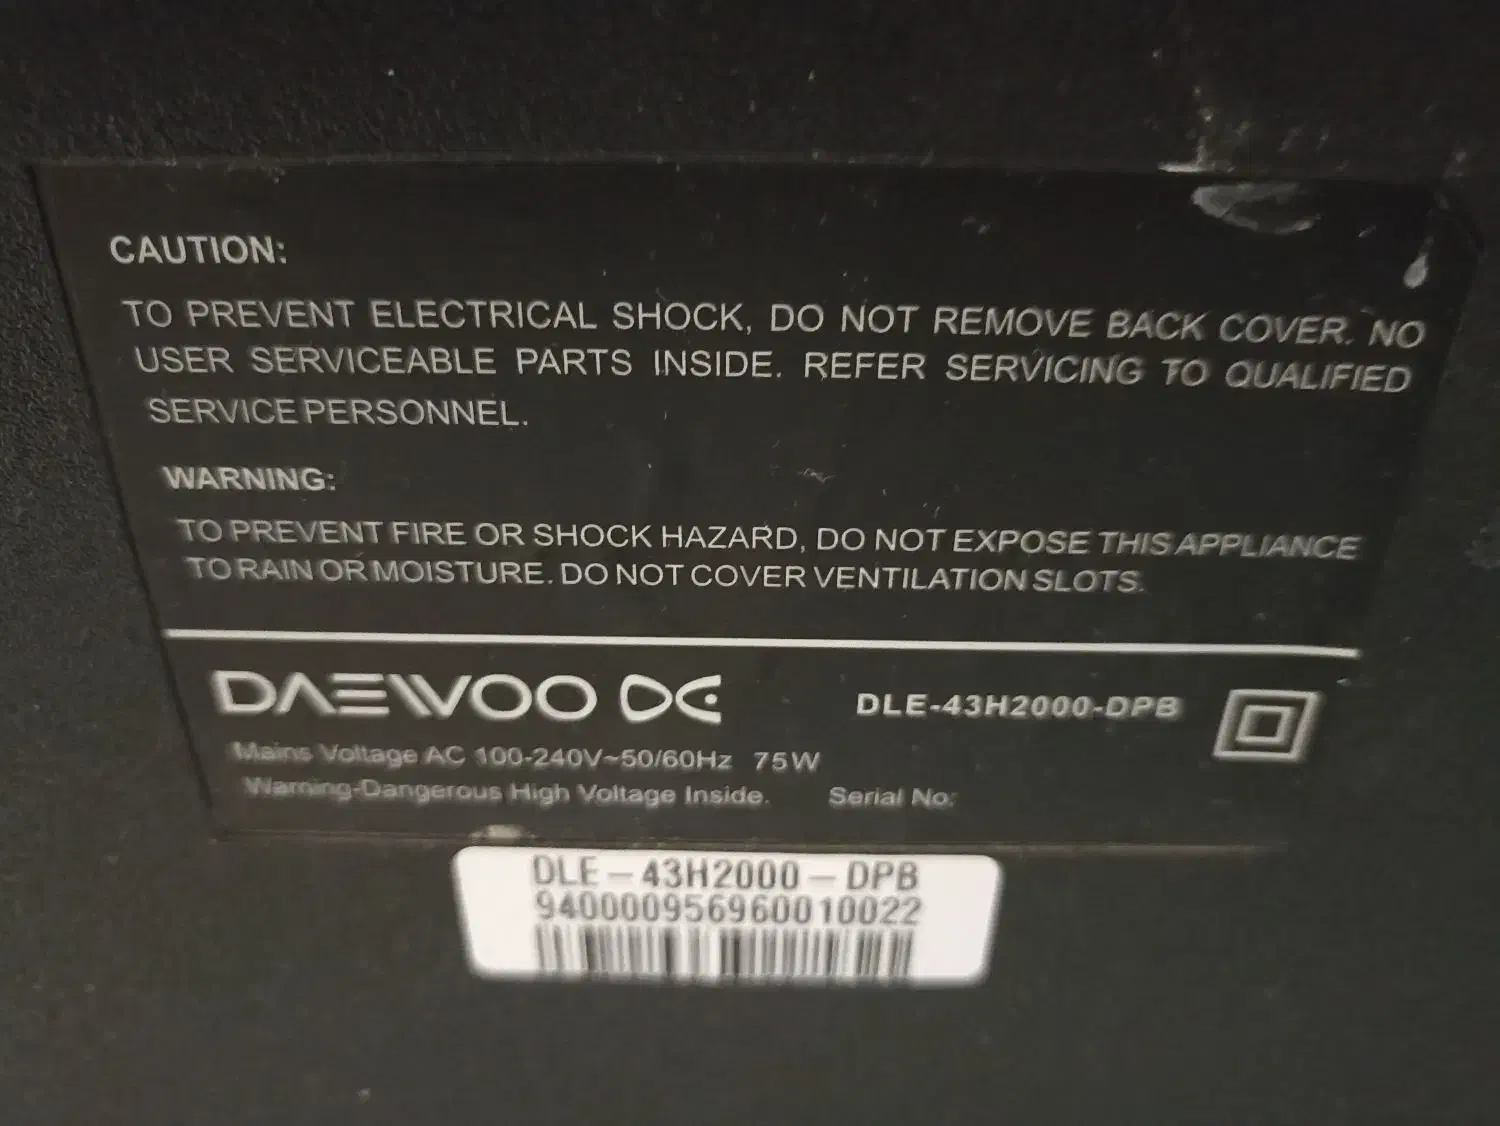 CAUTION:
TO PREVENT ELECTRICAL SHOCK, DO NOT REMOVE BACK COVER. NO
USER SERVICEABLE PARTS INSIDE. REFER SERVICING TO QUALIFIED
SERVICE PERSONNEL.
WARNING:
TO PREVENT FIRE OR SHOCK HAZARD, DO NOT EXPOSE THIS APPLIANCE
TO RAIN OR MOISTURE. DO NOT COVER VENTILATION SLOTS.
DAEWOO DE DLE-43H2000-DPB
Mains Voltage AC 100-240V~50/60Hz 75W
Warning-Dangerous High Voltage Inside. Serial No:
DLE-43H2000-DPB
940000956960010022